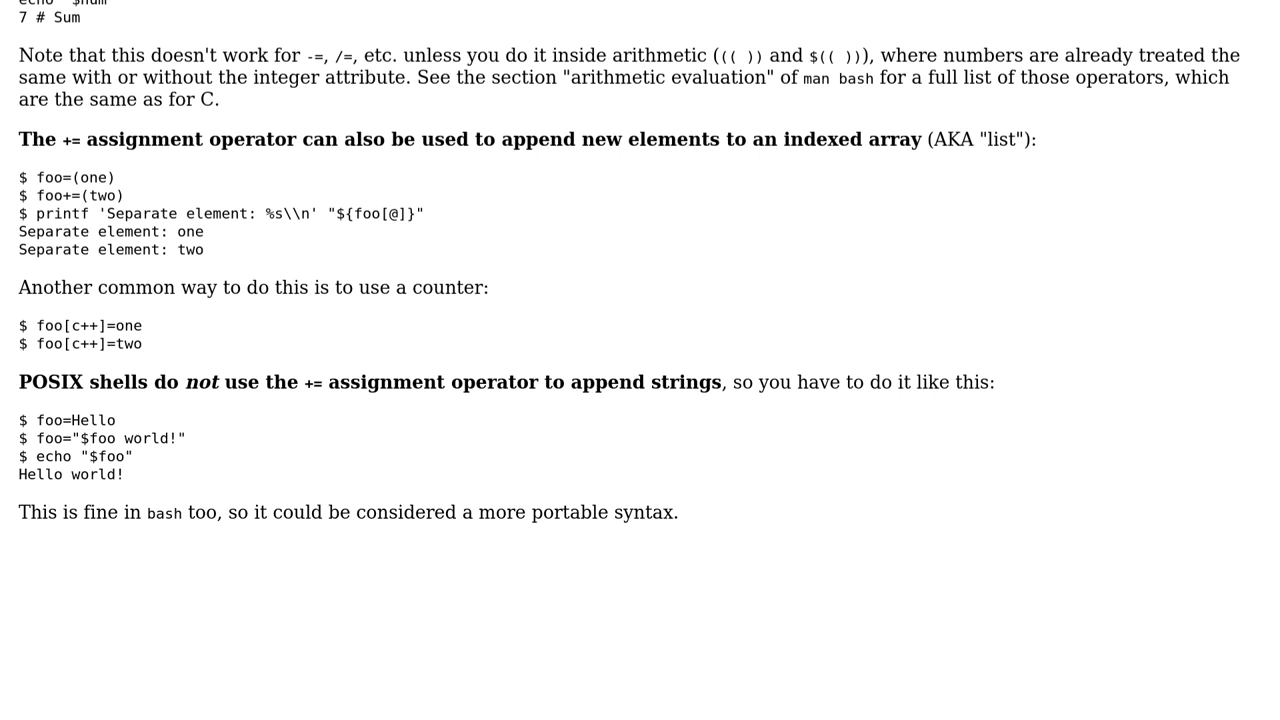 echo "$num"
7 # Sum
Note that this doesn't work for -=, /=, etc. unless you do it inside arithmetic ((( )) and $(( ))), where numbers are already treated the
same with or without the integer attribute. See the section "arithmetic evaluation" of man bash for a full list of those operators, which
are the same as for C.
The += assignment operator can also be used to append new elements to an indexed array (AKA "list"):
$ foo=(one)
$ foo+=(two)
$ printf 'Separate element: %s\\n' "${foo[@]}"
Separate element: one
Separate element: two
Another common way to do this is to use a counter:
$ foo[c++]=one
$ foo[c++]=two
POSIX shells do not use the += assignment operator to append strings, so you have to do it like this:
$ foo=Hello
$ foo="$foo world!"
$ echo "$foo"
Hello world!
This is fine in bash too, so it could be considered a more portable syntax.